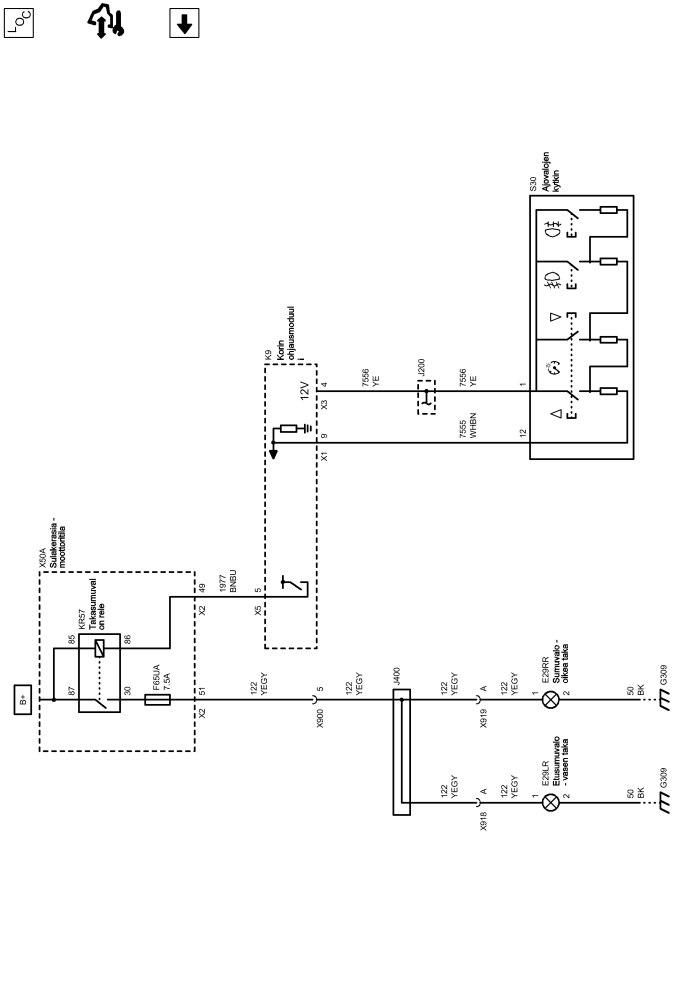 LOC
B+
X50A
Sulakerasia -
moottoritila
KR57
Takasumuval
on rele
85
86
87
30
F65UA
7.5A
X2
49
X2
51
1977
BNBU
X5
5
K9
Korin
ohjausmoduul
i
12V
X3
4
X1
9
7556
YE
J200
7556
YE
7555
WHBN
1
12
S30
Ajovalojen
kytkin
122
YEGY
X900
5
122
YEGY
J400
122
YEGY
X919
A
122
YEGY
1
2
E29RR
Sumuvalo -
oikea taka
50
BK
G309
122
YEGY
X918
A
122
YEGY
1
2
E29LR
Etusumuvalo
- vasen taka
50
BK
G309